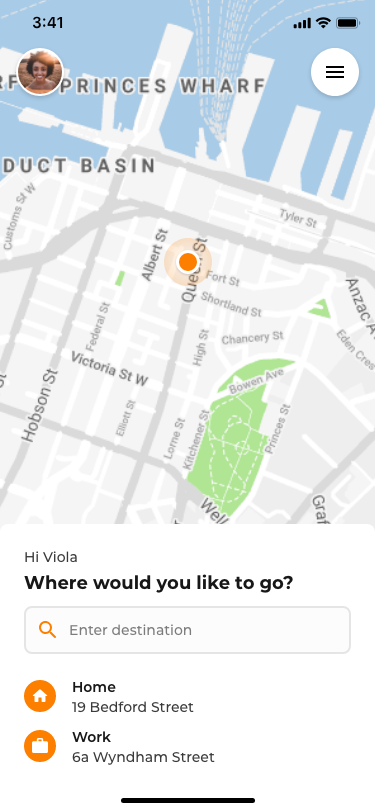 3:41
PRINCES WHARF
DUCT BASIN
Customs St W
Tyler St
Albert St
Queen St
Fort St
Shortland St
Anzac
Federal St
High St
Chancery St
Eden Cres
Victoria St W
Bowen Ave
Hobson St
Elliott St
Lorne St
Kitchener St
Princes St
Well
Graf
Hi Viola
Where would you like to go?
Enter destination
Home
19 Bedford Street
Work
6a Wyndham Street